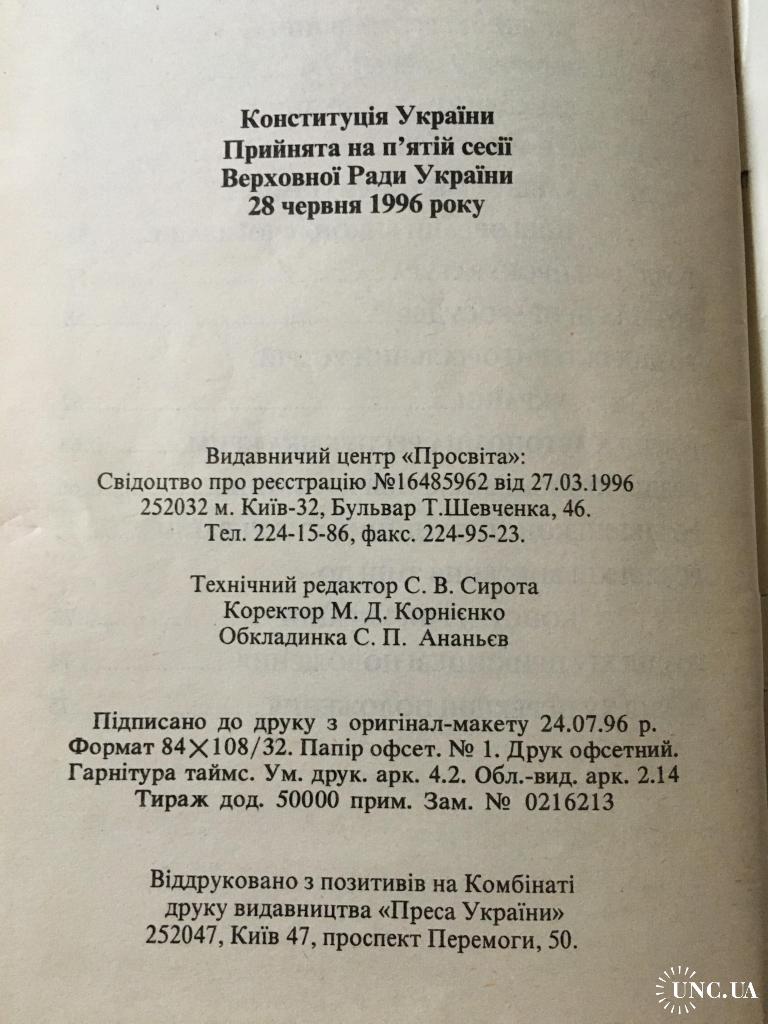 Конституція України
Прийнята на п’ятій сесії
Верховної Ради України
28 червня 1996 року
Видавничий центр «Просвіта»:
Свідоцтво про реєстрацію №16485962 від 27.03.1996
252032 м. Київ-32, Бульвар Т.Шевченка, 46.
Тел. 224-15-86, факс. 224-95-23.
Технічний редактор С. В. Сирота
Коректор М. Д. Корнієнко
Обкладинка С. П. Ананьєв
Підписано до друку з оригінал-макету 24.07.96 р.
Формат 84×108/32. Папір офсет. № 1. Друк офсетний.
Гарнітура таймс. Ум. друк. арк. 4.2. Обл.-вид. арк. 2.14
Тираж дод. 50000 прим. Зам. № 0216213
Віддруковано з позитивів на Комбінаті
друку видавництва «Преса України»
252047, Київ 47, проспект Перемоги, 50.
UNC.UA